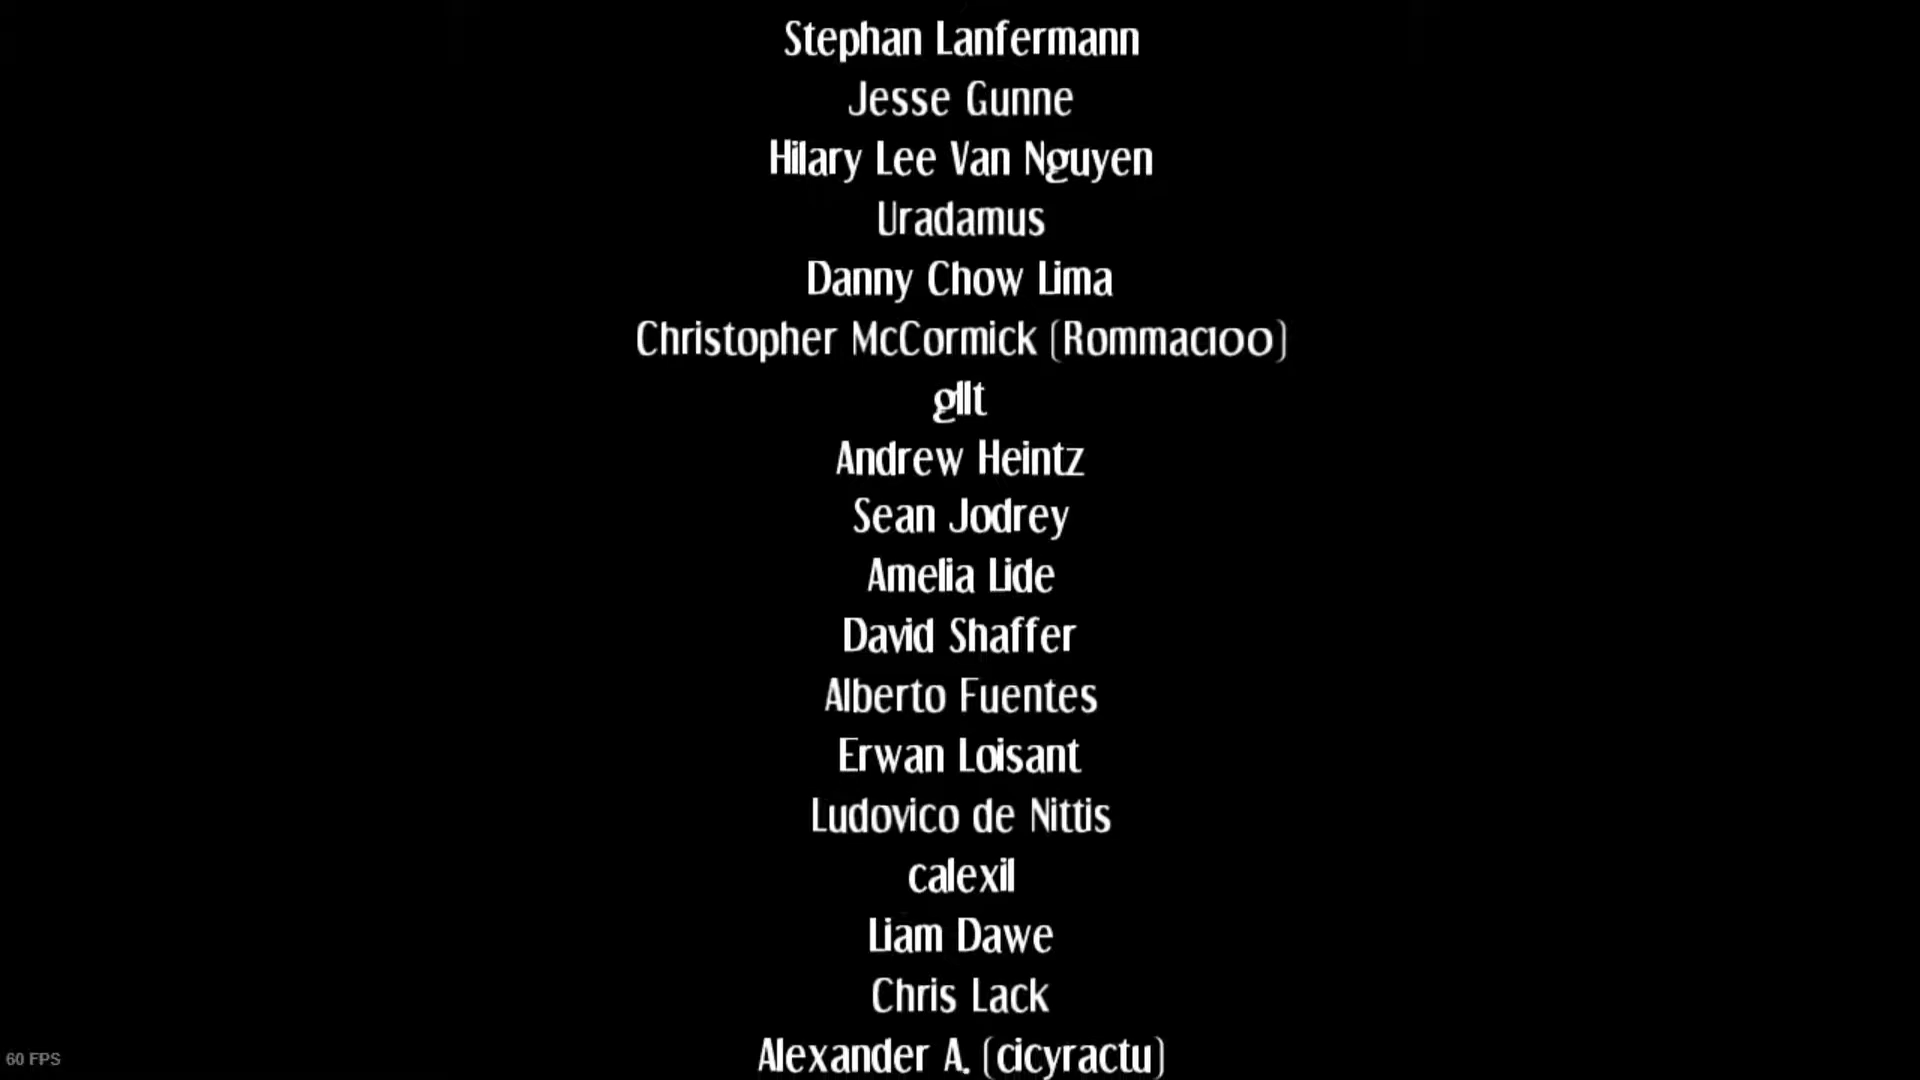 Stephan Lanfermann
Jesse Gunne
Hilary Lee Van Nguyen
Uradamus
Danny Chow Lima
Christopher McCormick (Rommac100)
gllt
Andrew Heintz
Sean Jodrey
Amelia Lide
David Shaffer
Alberto Fuentes
Erwan Loisant
Ludovico de Nittis
calexil
Liam Dawe
Chris Lack
Alexander A. (cicyractu)
60 FPS